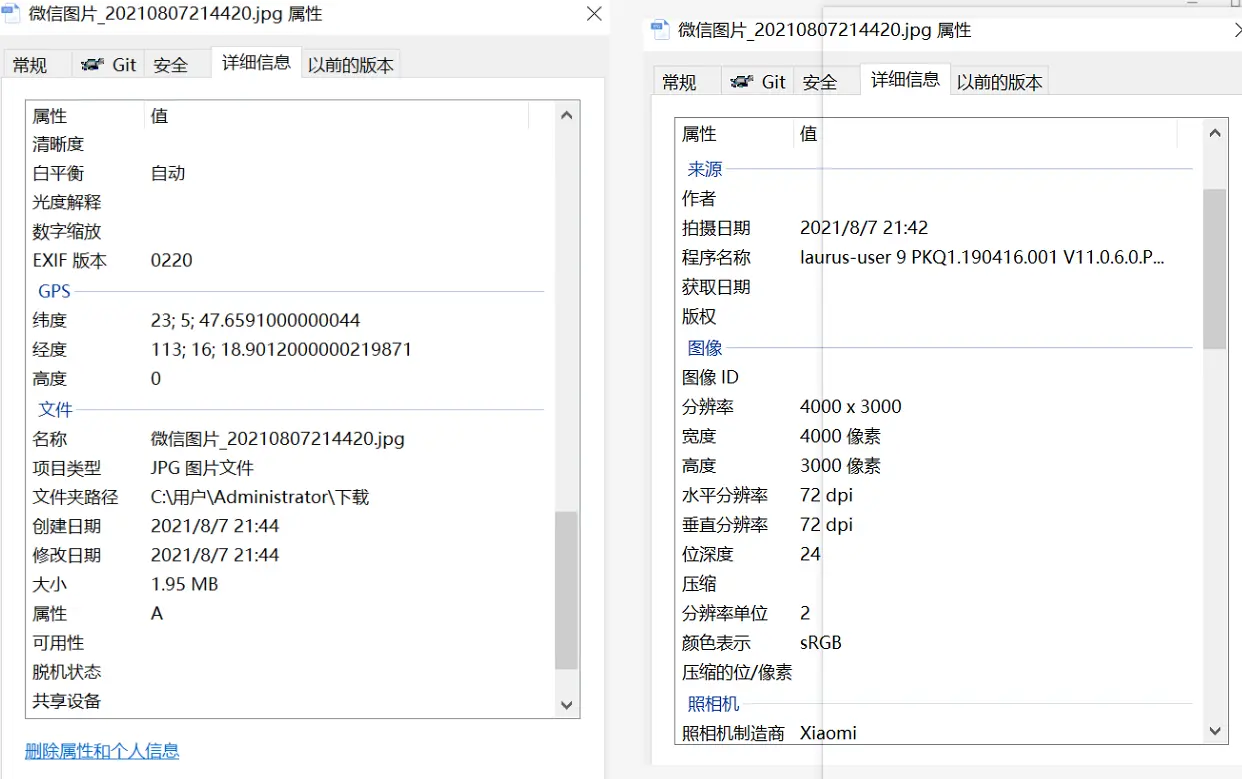 微信图片_20210807214420.jpg 属性
常规 Git 安全 详细信息 以前的版本
属性 值
清晰度
白平衡 自动
光度解释
数字缩放
EXIF 版本 0220
GPS
纬度 23; 5; 47.6591000000044
经度 113; 16; 18.9012000000219871
高度 0
文件
名称 微信图片_20210807214420.jpg
项目类型 JPG 图片文件
文件夹路径 C:\用户\Administrator\下载
创建日期 2021/8/7 21:44
修改日期 2021/8/7 21:44
大小 1.95 MB
属性 A
可用性
脱机状态
共享设备
删除属性和个人信息
微信图片_20210807214420.jpg 属性
常规 Git 安全 详细信息 以前的版本
属性 值
来源
作者
拍摄日期 2021/8/7 21:42
程序名称 laurus-user 9 PKQ1.190416.001 V11.0.6.0.P...
获取日期
版权
图像
图像 ID
分辨率 4000 x 3000
宽度 4000 像素
高度 3000 像素
水平分辨率 72 dpi
垂直分辨率 72 dpi
位深度 24
压缩
分辨率单位 2
颜色表示 sRGB
压缩的位/像素
照相机
照相机制造商 Xiaomi